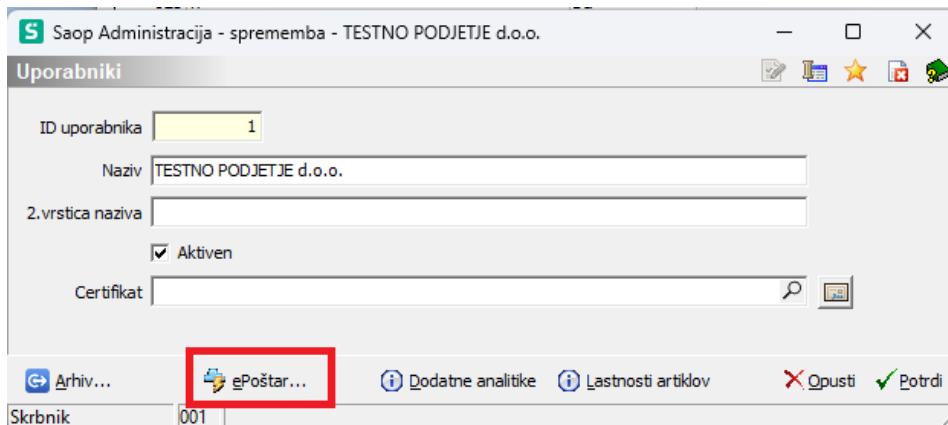 Saop Administracija - sprememba - TESTNO PODJETJE d.o.o.
Uporabniki
ID uporabnika 1
Naziv TESTNO PODJETJE d.o.o.
2.vrstica naziva
Aktiven
Certifikat
Arhiv... ePoštar... Dodatne analitike Lastnosti artiklov Opusti Potrdi
Skrbnik 001